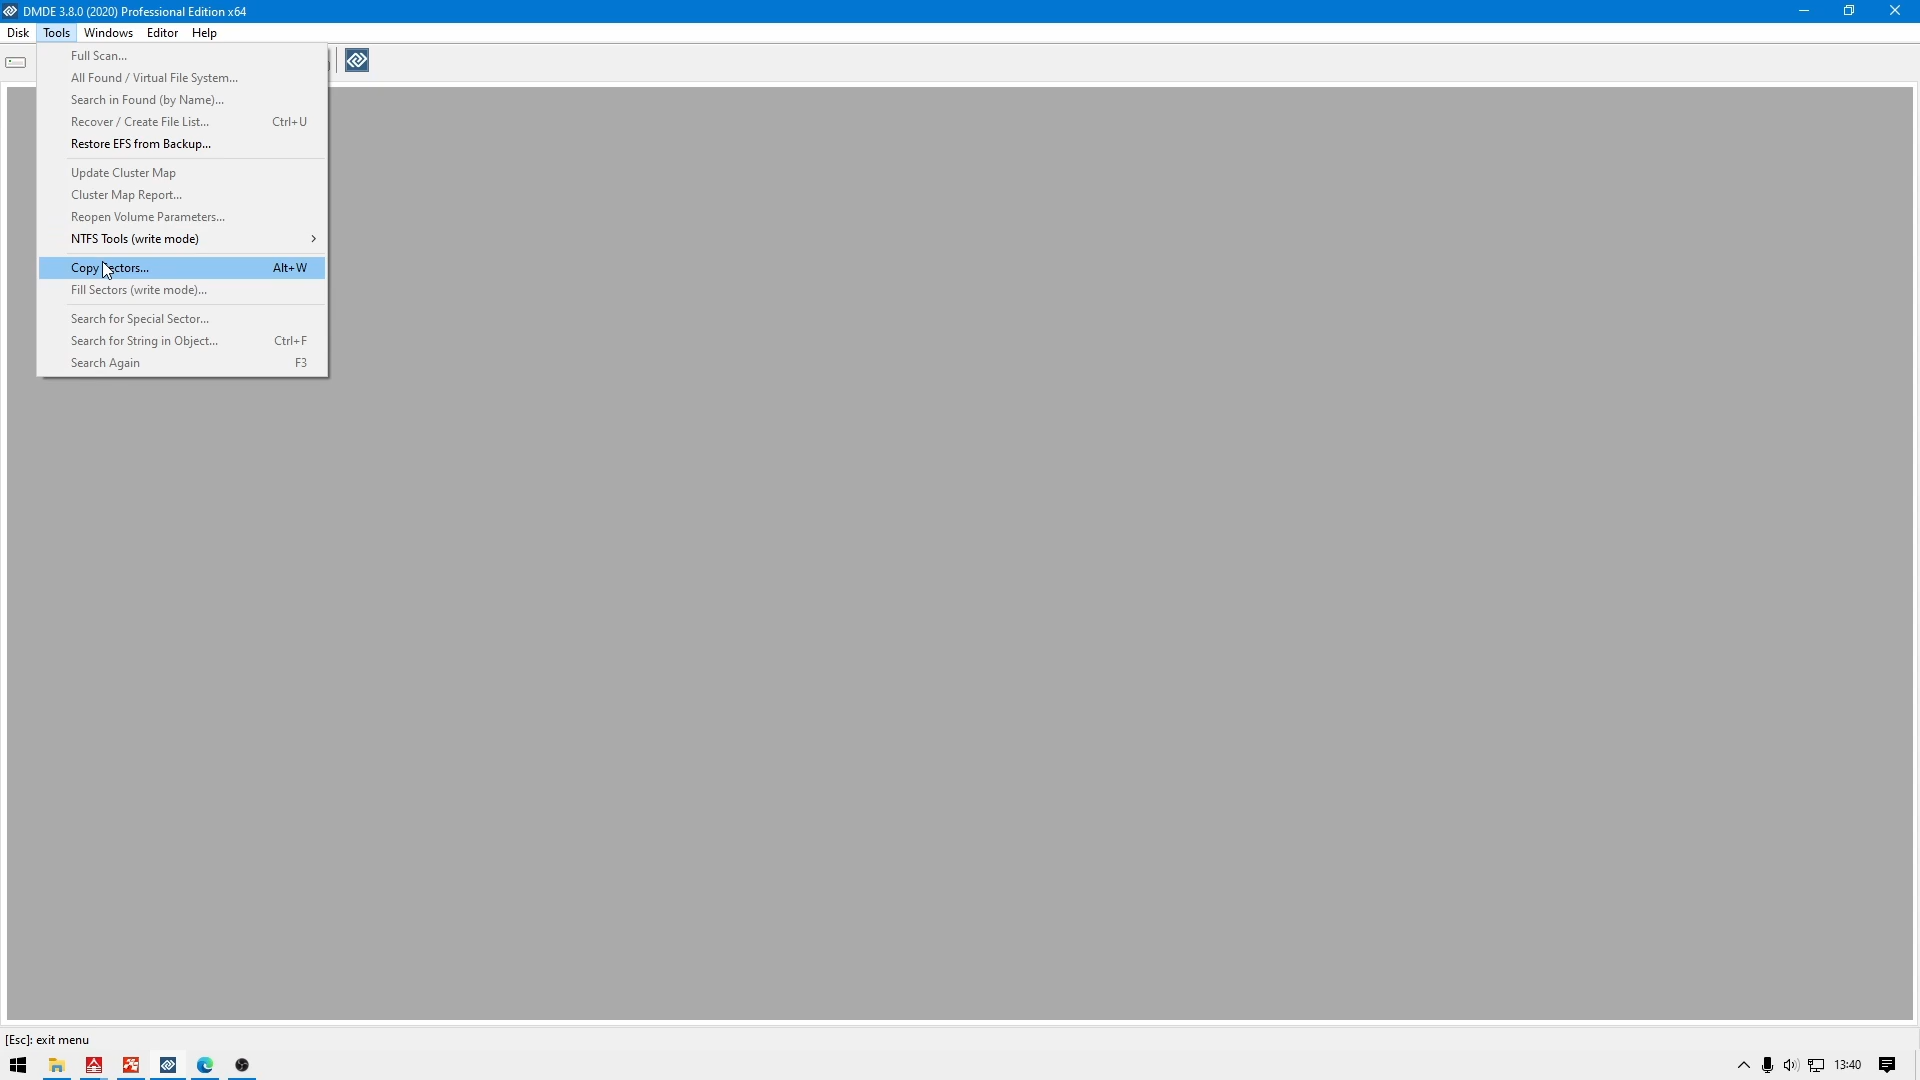 DMDE 3.8.0 (2020) Professional Edition x64
Disk Tools Windows Editor Help
Full Scan...
All Found / Virtual File System...
Search in Found (by Name)...
Recover / Create File List... Ctrl+U
Restore EFS from Backup...
Update Cluster Map
Cluster Map Report...
Reopen Volume Parameters...
NTFS Tools (write mode)
Copy Sectors... Alt+W
Fill Sectors (write mode)...
Search for Special Sector...
Search for String in Object... Ctrl+F
Search Again F3
[Esc]: exit menu
13:40